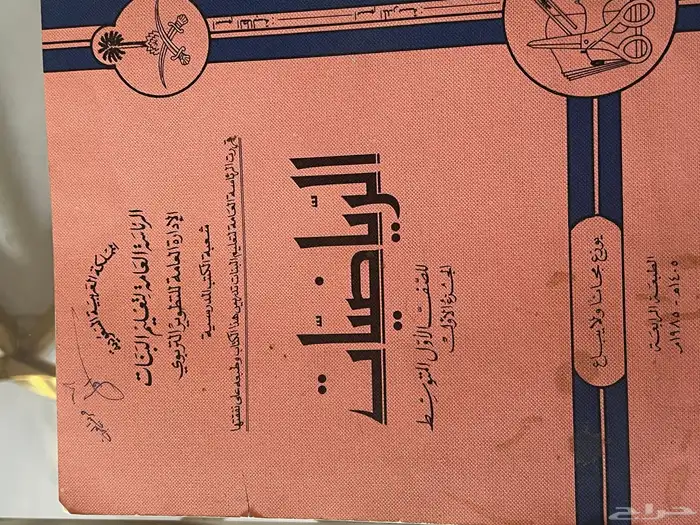 المملكة العربية السعودية
الرئاسة العامة لتعليم البنات
الإدارة العامة للتطوير التربوي
شعبة الكتب المدرسية
قررت الرئاسة العامة لتعليم البنات تدريس هذا الكتاب وطبعه على نفقتها
الرياضيات
للصف الأول المتوسط
الجزء الأول
يوزع مجاناً ولا يباع
الطبعة الرابعة
١٤٠٥هـ - ١٩٨٥م
حراج